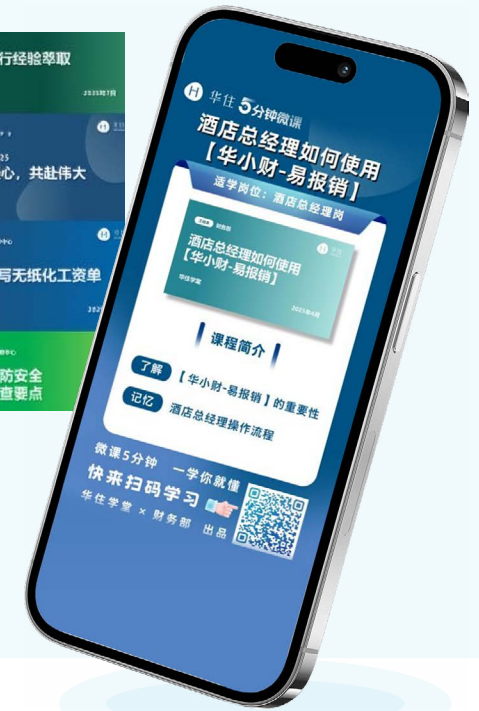 行经验萃取
2025年7月
心，共赴伟大
写无纸化工资单
防安全
查要点
H 华住 5分钟微课
酒店总经理如何使用
【华小财-易报销】
适学岗位：酒店总经理岗
财务部
酒店总经理如何使用
【华小财-易报销】
华住学堂
2025年4月
课程简介
了解 【华小财-易报销】的重要性
记忆 酒店总经理操作流程
微课5分钟 一学你就懂
快来扫码学习
华住学堂 × 财务部 出品